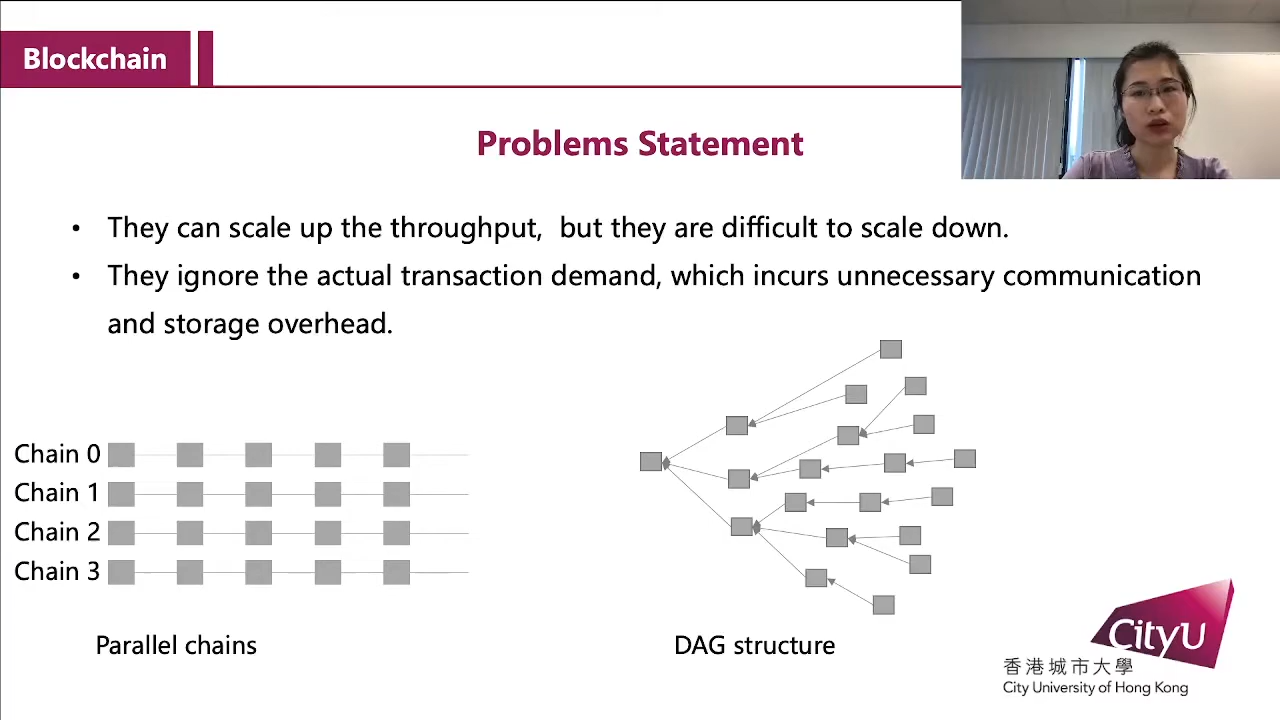 Blockchain
Problems Statement
• They can scale up the throughput, but they are difficult to scale down.
• They ignore the actual transaction demand, which incurs unnecessary communication
and storage overhead.
Chain 0
Chain 1
Chain 2
Chain 3
Parallel chains
DAG structure
CityU
香港城市大學
City University of Hong Kong